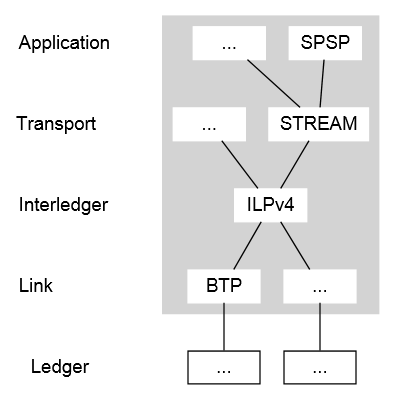 Application ... SPSP
Transport ... STREAM
Interledger ILPv4
Link BTP ...
Ledger ... ...